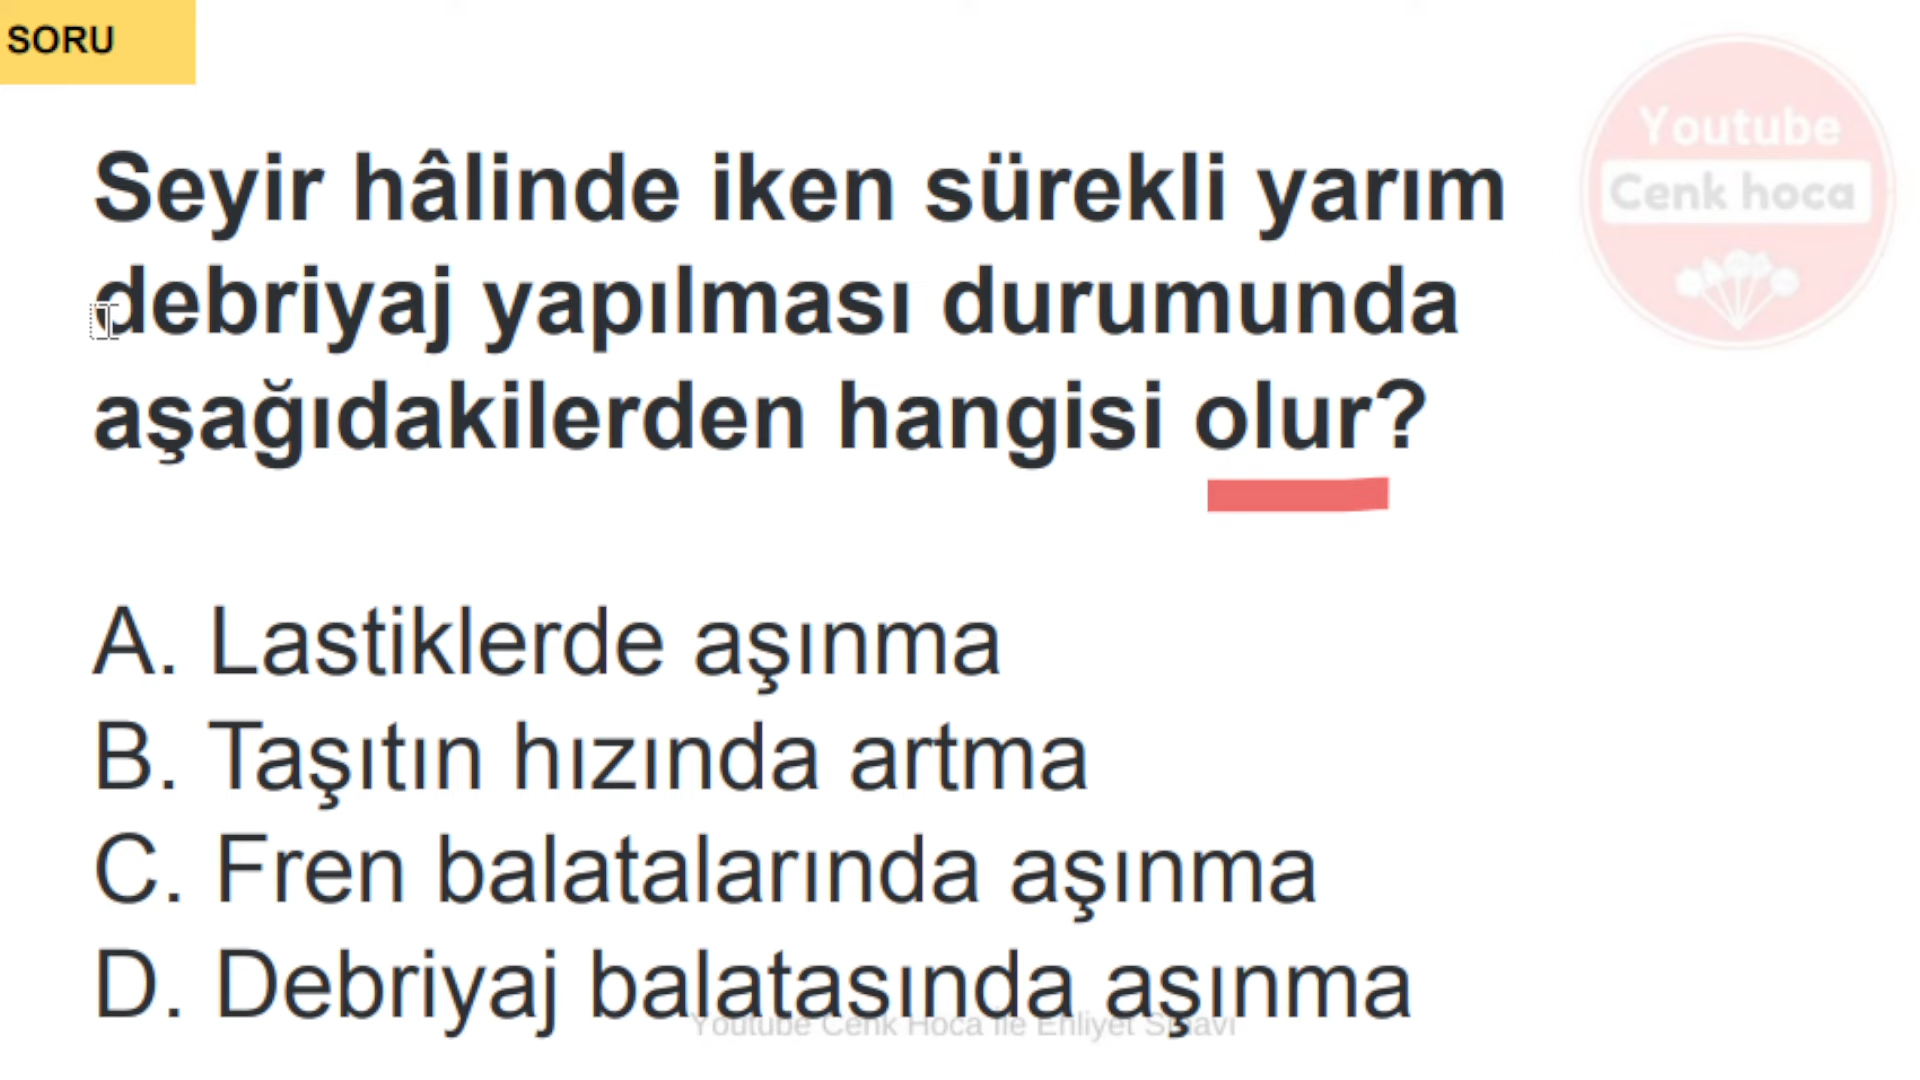 SORU
Youtube
Cenk hoca
Seyir hâlinde iken sürekli yarım
debriyaj yapılması durumunda
aşağıdakilerden hangisi olur?
A. Lastiklerde aşınma
B. Taşıtın hızında artma
C. Fren balatalarında aşınma
D. Debriyaj balatasında aşınma
Youtube Cenk Hoca İle Ehliyet Sınavı